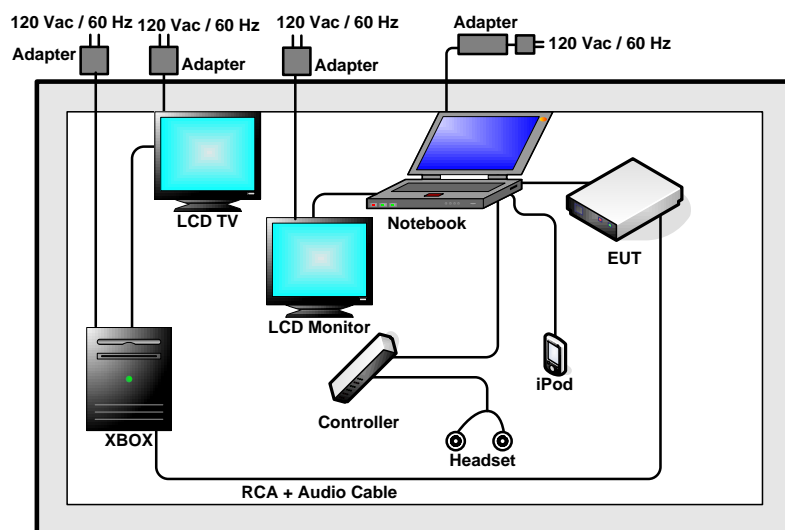 120 Vac / 60 Hz
120 Vac / 60 Hz
120 Vac / 60 Hz
Adapter
120 Vac / 60 Hz
Adapter
Adapter
Adapter
LCD TV
Notebook
EUT
LCD Monitor
iPod
Controller
XBOX
Headset
RCA + Audio Cable